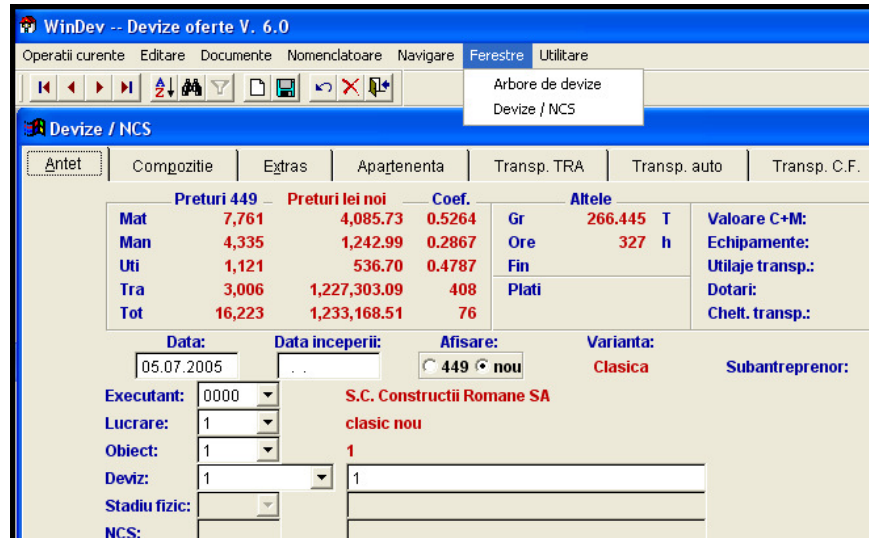 WinDev -- Devize oferte V. 6.0
Operatii curente Editare Documente Nomenclatoare Navigare Ferestre Utilitare
Arbore de devize
Devize / NCS
Devize / NCS
Antet Compozitie Extras Apartenenta Transp. TRA Transp. auto Transp. C.F.
Preturi 449 Preturi lei noi Coef. Altele
Mat 7,761 4,085.73 0.5264 Gr 266.445 T Valoare C+M:
Man 4,335 1,242.99 0.2867 Ore 327 h Echipamente:
Uti 1,121 536.70 0.4787 Fin Utilaje transp.:
Tra 3,006 1,227,303.09 408 Plati Dotari:
Tot 16,223 1,233,168.51 76 Chelt. transp.:
Data: Data inceperii: Afisare: Varianta:
05.07.2005 . . 449 nou Clasica Subantreprenor:
Executant: 0000 S.C. Constructii Romane SA
Lucrare: 1 clasic nou
Obiect: 1 1
Deviz: 1 1
Stadiu fizic:
NCS: